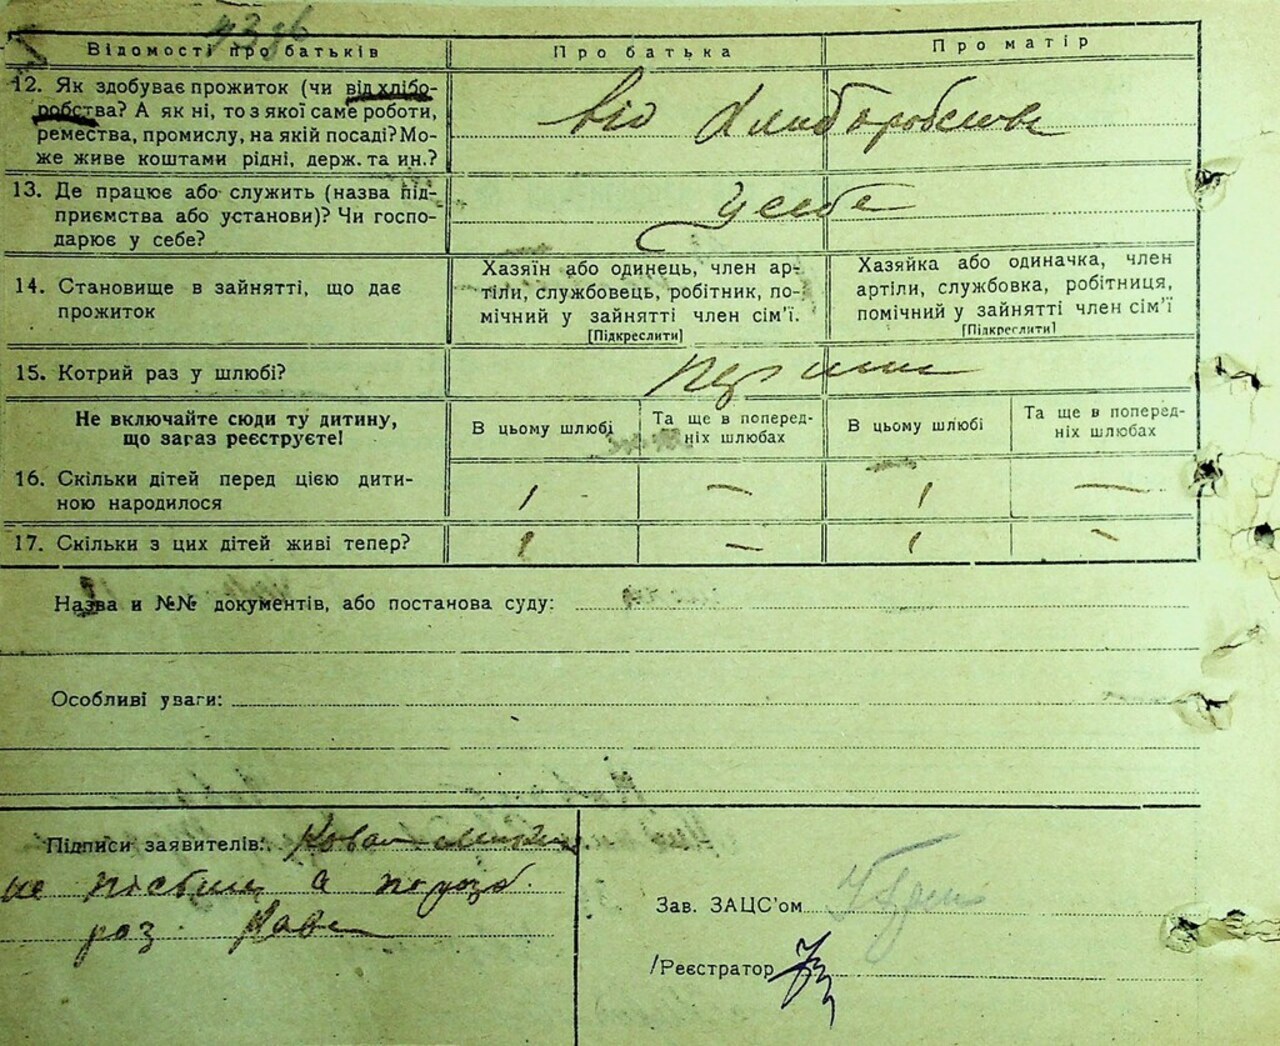 Відомості про батьків
Про батька
Про матір
12. Як здобуває прожиток (чи від хлібо-
робства? А як ні, то з якої саме роботи,
ремества, промислу, на якій посаді? Мо-
же живе коштами рідні, держ. та ин.?
від Хлиборобства
13. Де працює або служить (назва під-
приємства або установи)? Чи госпо-
дарює у себе?
у себе
14. Становище в зайнятті, що дає
прожиток
Хазяїн або одинець, член ар-
тіли, службовець, робітник, по-
мічний у зайнятті член сім'ї.
[Підкреслити]
Хазяйка або одиначка, член
артіли, службовка, робітниця,
помічний у зайнятті член сім'ї
[Підкреслити]
15. Котрий раз у шлюбі?
Не включайте сюди ту дитину,
що загаз реєструєте!
В цьому шлюбі
Та ще в поперед-
ніх шлюбах
В цьому шлюбі
Та ще в поперед-
ніх шлюбах
16. Скільки дітей перед цією дити-
ною народилося
1 — 1 —
17. Скільки з цих дітей живі тепер?
1 — 1 —
Назва и №№ документів, або постанова суду:
Особливі уваги:
Підписи заявителів:
не
раз
Зав. ЗАЦС'ом
/Реєстратор